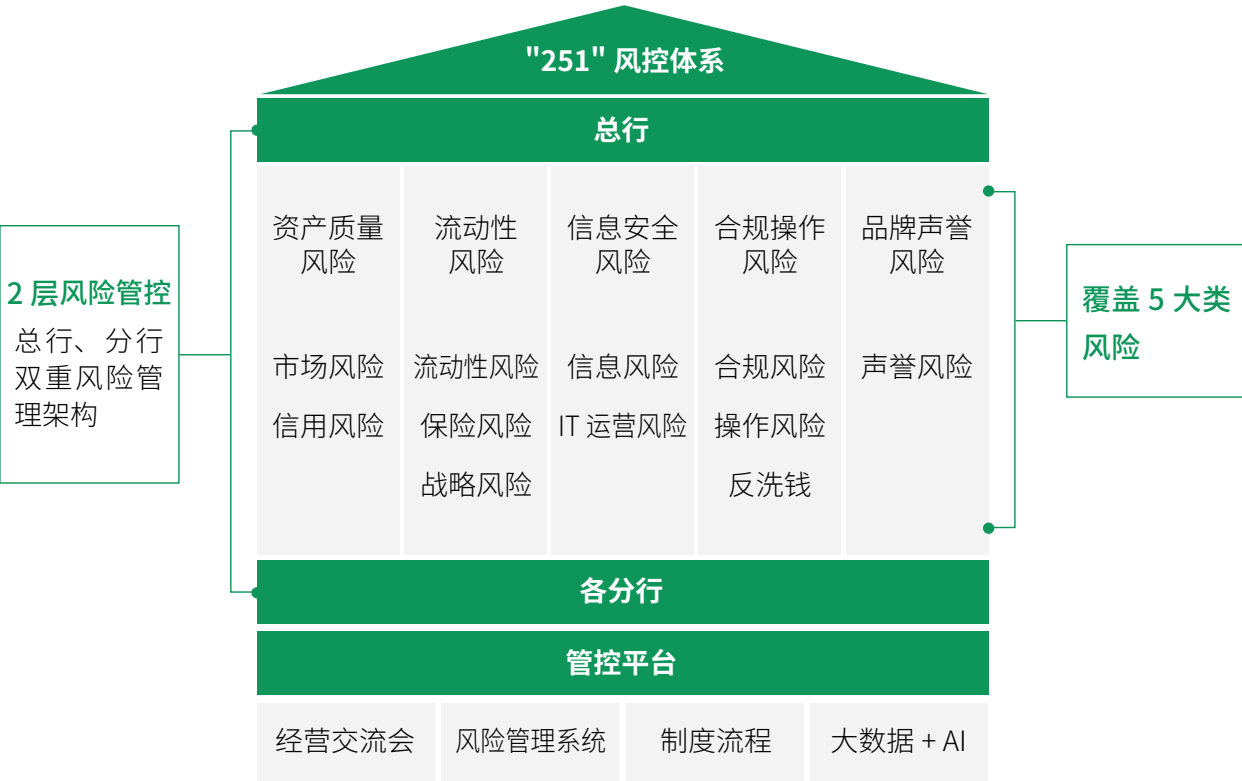 "251" 风控体系
总行
2 层风险管控
总行、分行
双重风险管
理架构
资产质量
风险
市场风险
信用风险
流动性
风险
流动性风险
保险风险
战略风险
信息安全
风险
信息风险
IT 运营风险
合规操作
风险
合规风险
操作风险
反洗钱
品牌声誉
风险
声誉风险
覆盖 5 大类
风险
各分行
管控平台
经营交流会
风险管理系统
制度流程
大数据 + AI